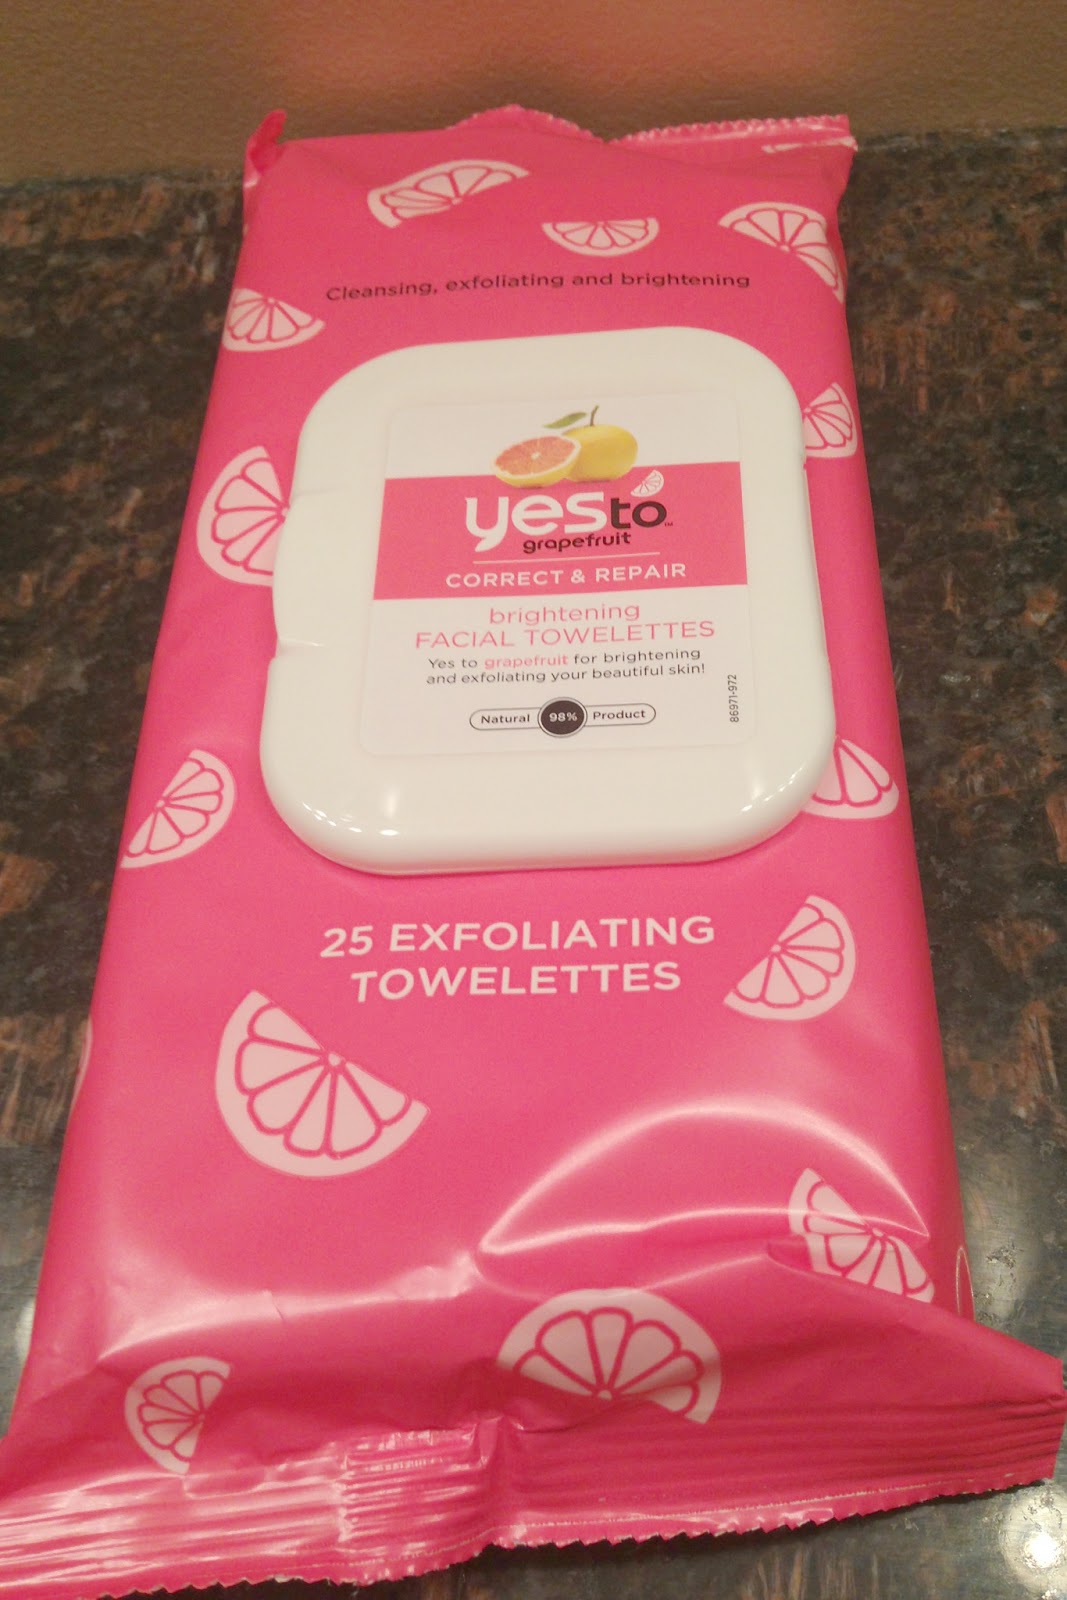 Cleansing, exfoliating and brightening
yesto™
grapefruit
CORRECT & REPAIR
brightening
FACIAL TOWELETTES
Yes to grapefruit for brightening
and exfoliating your beautiful skin!
Natural 98% Product
86971-972
25 EXFOLIATING
TOWELETTES